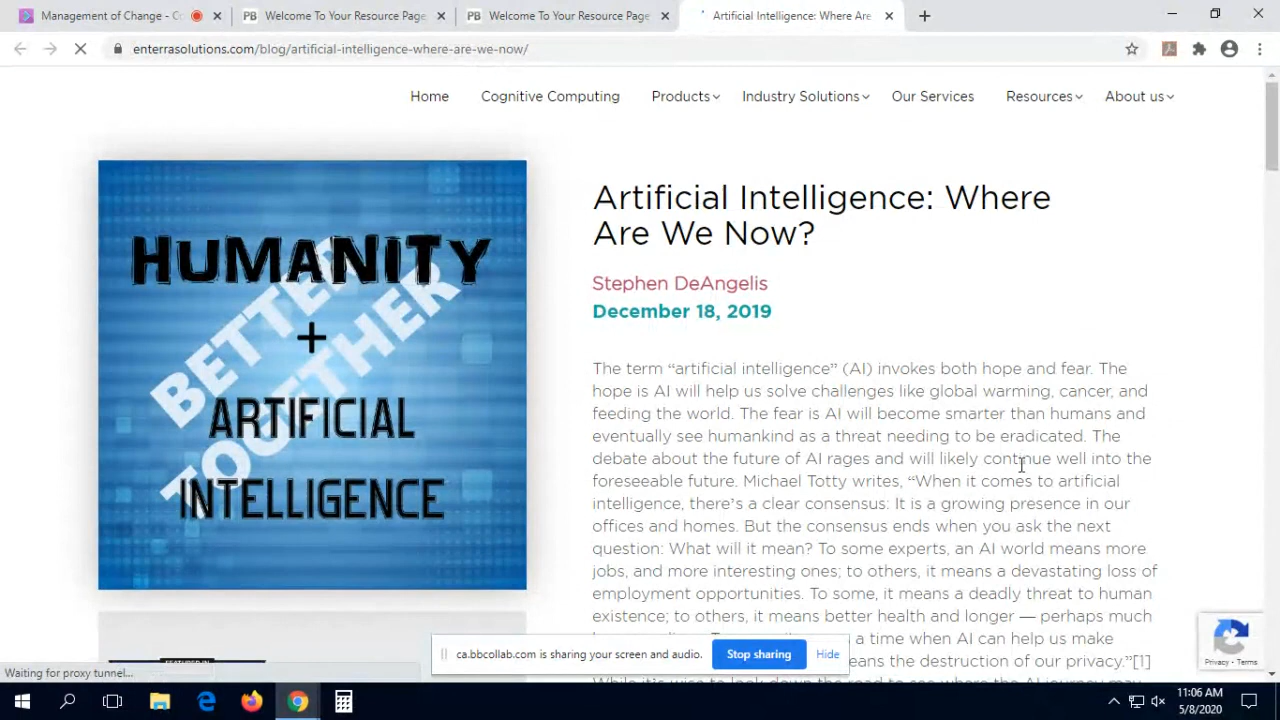 Management of Change - C
Welcome To Your Resource Page
Welcome To Your Resource Page
Artificial Intelligence: Where Are
enterrasolutions.com/blog/artificial-intelligence-where-are-we-now/
Home Cognitive Computing Products Industry Solutions Our Services Resources About us
HUMANITY
+
BETTER
TOGETHER
ARTIFICIAL
INTELLIGENCE
Artificial Intelligence: Where
Are We Now?
Stephen DeAngelis
December 18, 2019
The term “artificial intelligence” (AI) invokes both hope and fear. The
hope is AI will help us solve challenges like global warming, cancer, and
feeding the world. The fear is AI will become smarter than humans and
eventually see humankind as a threat needing to be eradicated. The
debate about the future of AI rages and will likely continue well into the
foreseeable future. Michael Totty writes, “When it comes to artificial
intelligence, there’s a clear consensus: It is a growing presence in our
offices and homes. But the consensus ends when you ask the next
question: What will it mean? To some experts, an AI world means more
jobs, and more interesting ones; to others, it means a devastating loss of
employment opportunities. To some, it means a deadly threat to human
existence; to others, it means better health and longer — perhaps much
a time when AI can help us make
eans the destruction of our privacy.”[1]
FEATURED IN
ca.bbcollab.com is sharing your screen and audio.
Stop sharing
Hide
Privacy - Terms
Waiting for proxy tunnel...
11:06 AM
5/8/2020